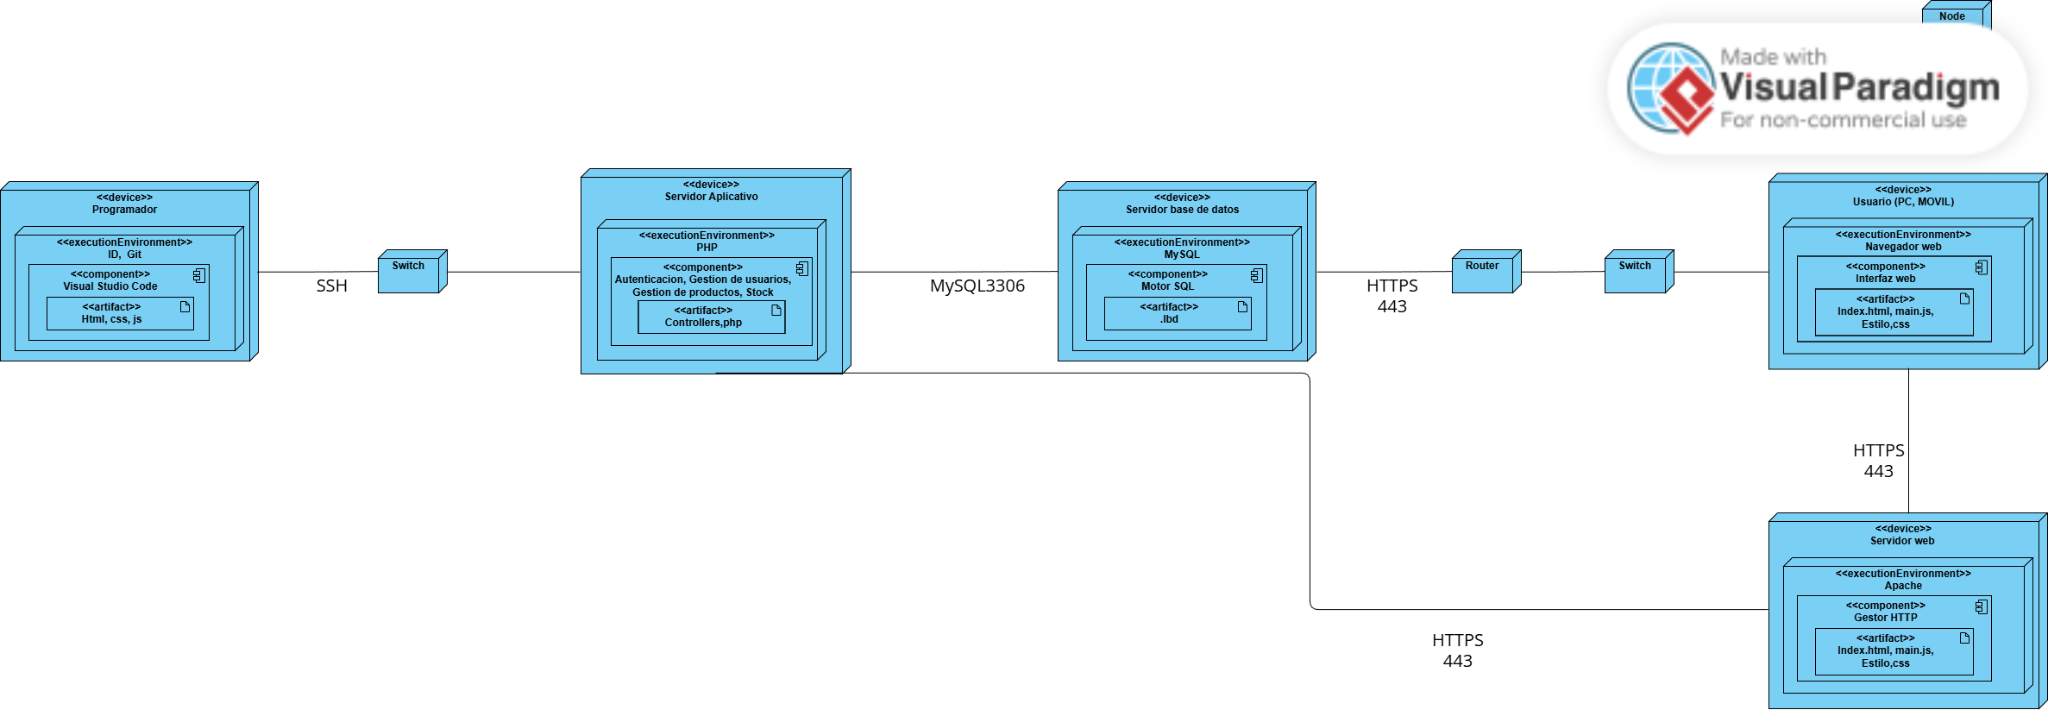 Node
Made with
Visual Paradigm
For non-commercial use
<<device>>
Programador
<<executionEnvironment>>
ID, Git
<<component>>
Visual Studio Code
<<artifact>>
Html, css, js
SSH
Switch
<<device>>
Servidor Aplicativo
<<executionEnvironment>>
PHP
<<component>>
Autenticacion, Gestion de usuarios,
Gestion de productos, Stock
<<artifact>>
Controllers,php
MySQL3306
<<device>>
Servidor base de datos
<<executionEnvironment>>
MySQL
<<component>>
Motor SQL
<<artifact>>
.lbd
HTTPS
443
Router
Switch
<<device>>
Usuario (PC, MOVIL)
<<executionEnvironment>>
Navegador web
<<component>>
Interfaz web
<<artifact>>
Index.html, main.js,
Estilo,css
HTTPS
443
<<device>>
Servidor web
<<executionEnvironment>>
Apache
<<component>>
Gestor HTTP
<<artifact>>
Index.html, main.js,
Estilo,css
HTTPS
443